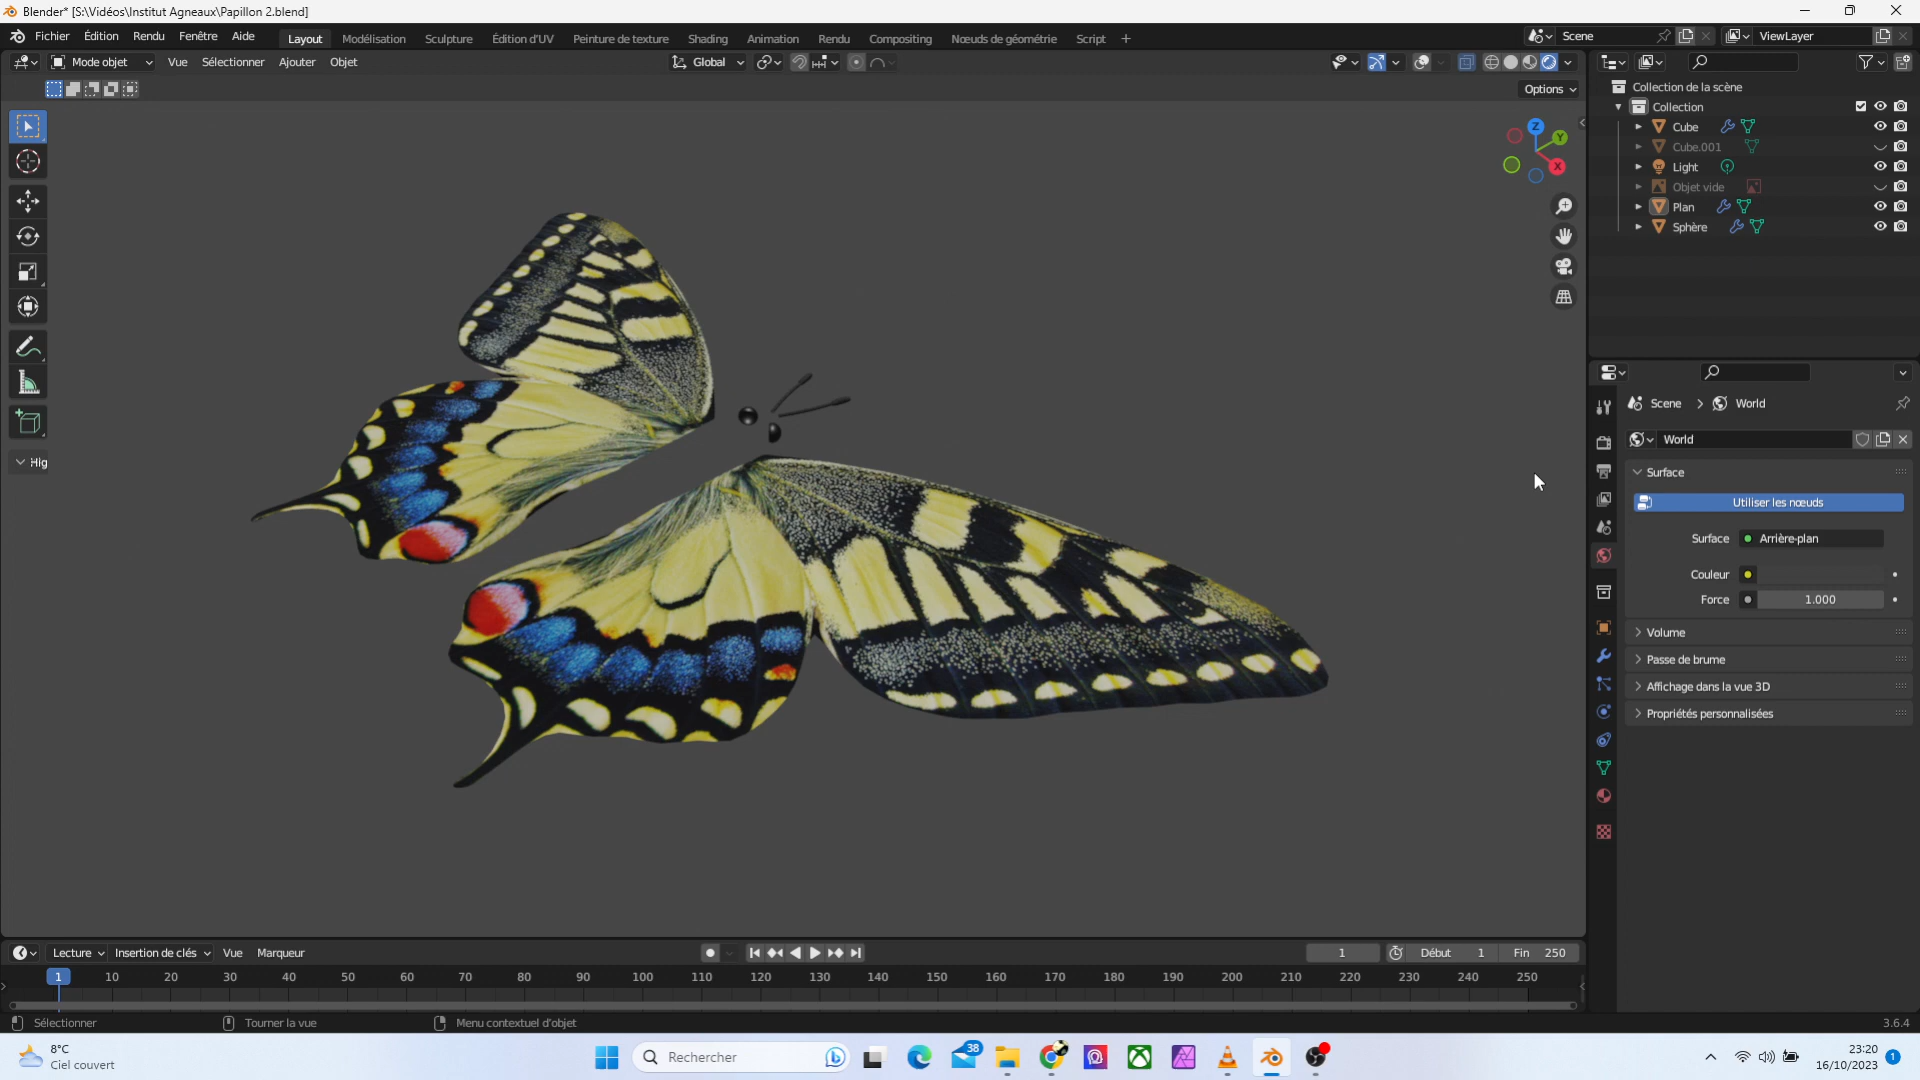 Blender* [S:\Vidéos\Institut Agneaux\Papillon 2.blend]
Fichier Édition Rendu Fenêtre Aide Layout Modélisation Sculpture Édition d'UV Peinture de texture Shading Animation Rendu Compositing Nœuds de géométrie Script + Scene ViewLayer
Mode objet Vue Sélectionner Ajouter Objet Global
Options
Z
Y
X
Hig
Collection de la scène
Collection
Cube
Cube.001
Light
Objet vide
Plan
Sphère
Scene > World
World
Surface
Utiliser les nœuds
Surface Arrière-plan
Couleur
Force 1.000
Volume
Passe de brume
Affichage dans la vue 3D
Propriétés personnalisées
Lecture Insertion de clés Vue Marqueur 1 Début 1 Fin 250
1 10 20 30 40 50 60 70 80 90 100 110 120 130 140 150 160 170 180 190 200 210 220 230 240 250
Sélectionner Tourner la vue Menu contextuel d'objet 3.6.4
8°C
Ciel couvert
Rechercher
38
23:20
16/10/2023
1